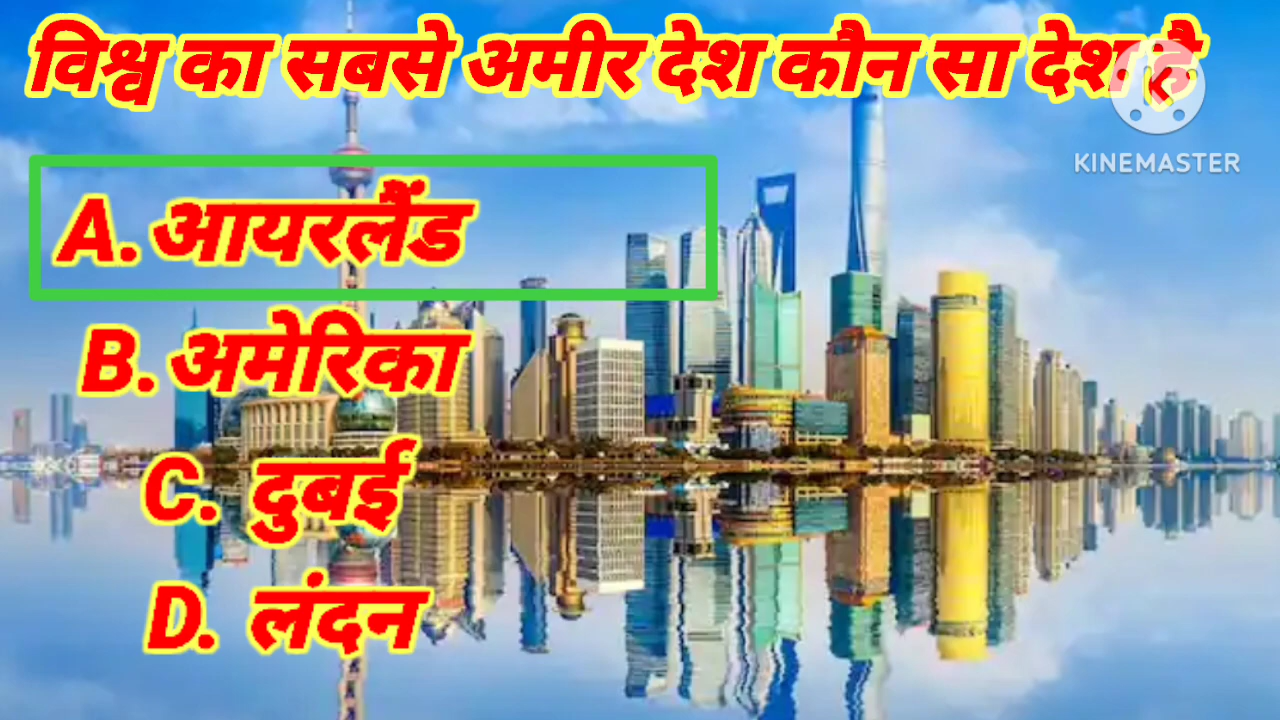 विश्व का सबसे अमीर देश कौन सा देश है
KINEMASTER
A. आयरलैंड
B. अमेरिका
C. दुबई
D. लंदन